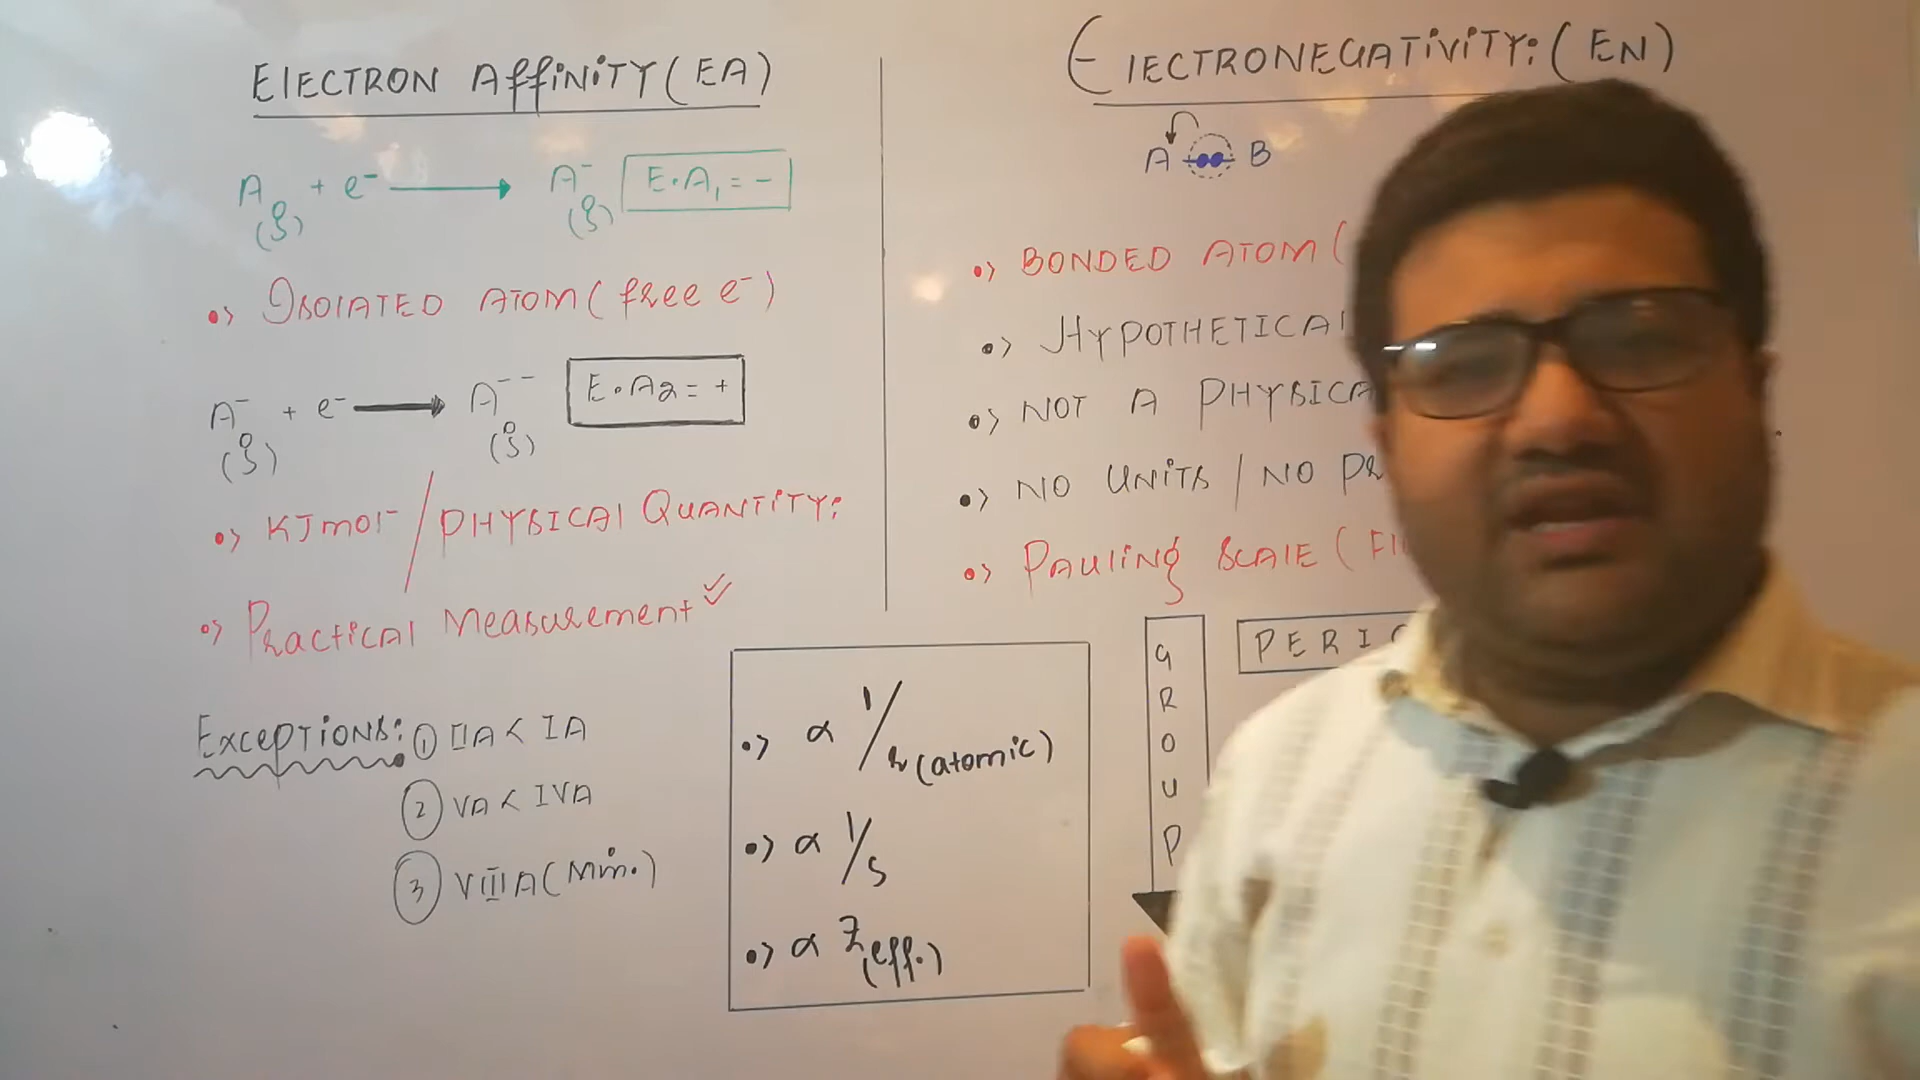 ElECTRON AffiNiTY (EA)
A(g) + e⁻ → A⁻(g) E.A₁ = -
•> ISOlATED ATOM (free e⁻)
A⁻(g) + e⁻ → A⁻⁻(g) E.A2 = +
•> KJmol⁻ / PHYSICAl QUANTiTY:
•> Practical Measurement
Exceptions: ① IIA < IA
② VA < IVA
③ VIIIA (Min.)
•> α 1/r (atomic)
•> α 1/S
•> α Z(eff.)
ElECTRONEGATiViTY: (EN)
A B
•> BONDED ATOM (
•> HYPOTHETICAl
•> NOT A
•> NO UNiTS / NO
•> PAUliNg SCAlE (
GROUP